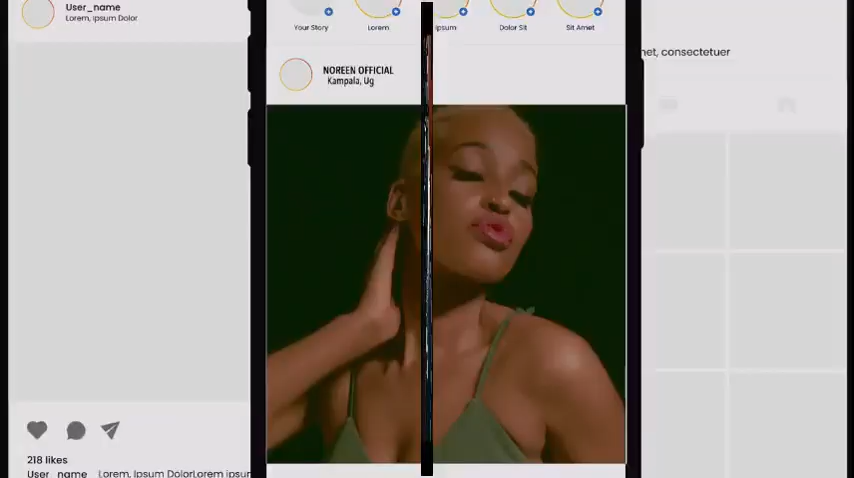 User_name
Lorem, Ipsum Dolor
218 likes
User_name Lorem, Ipsum DolorLorem ipsur
Your Story
Lorem
Ipsum
Dolor Sit
Sit Amet
NOREEN OFFICIAL
Kampala, Ug
net, consectetuer